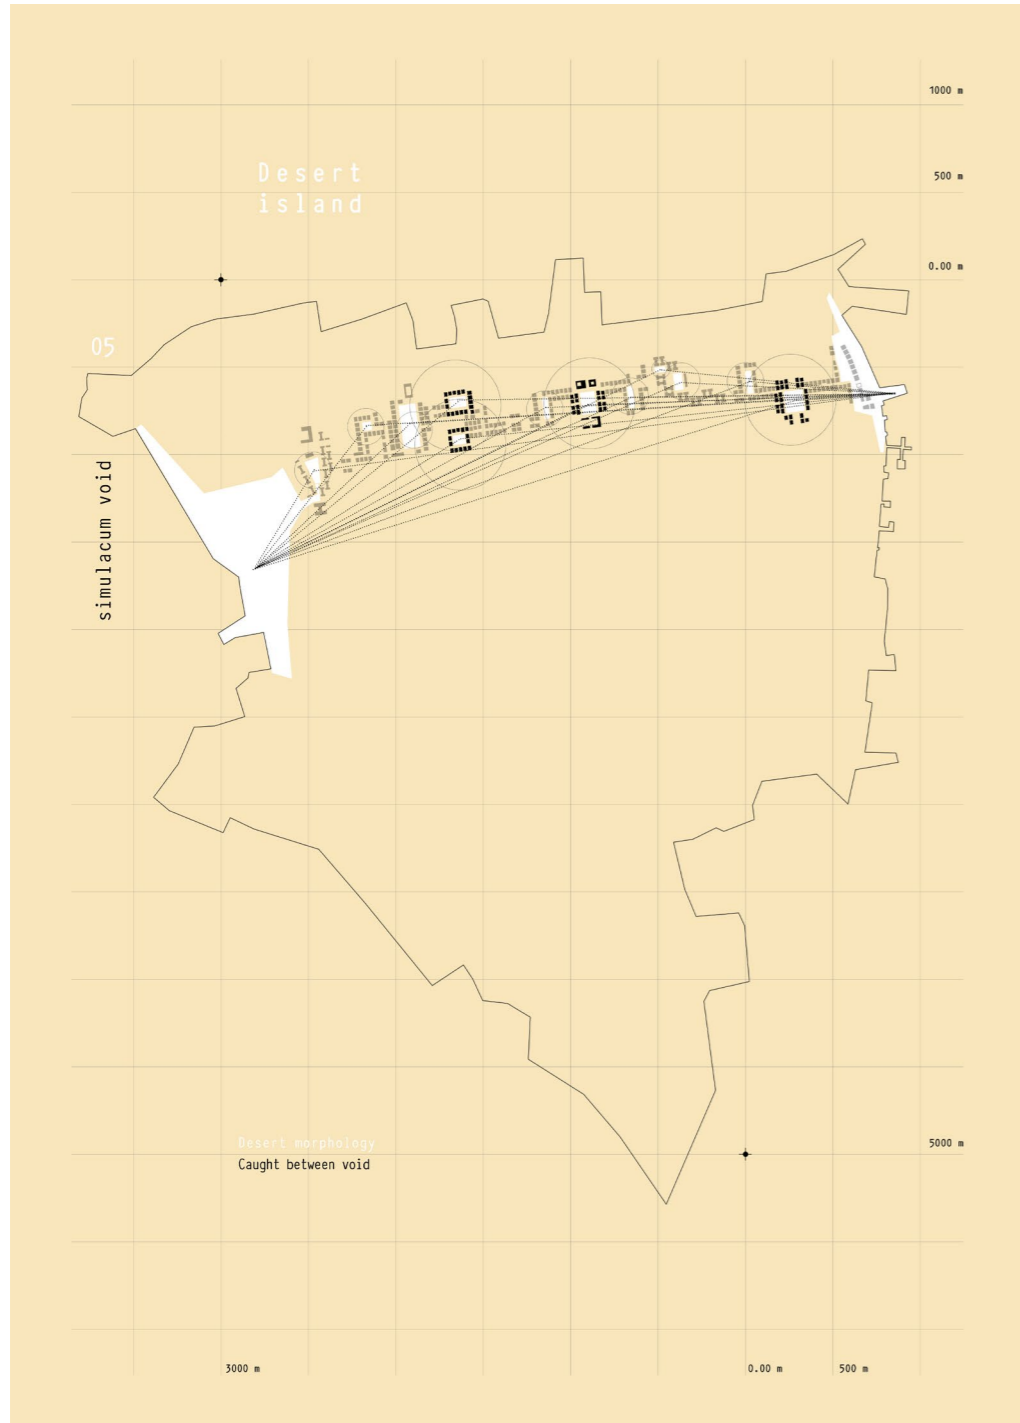 1000 m
Desert
island
500 m
0.00 m
05
simulacum void
Desert morphology
Caught between void
5000 m
3000 m
0.00 m
500 m